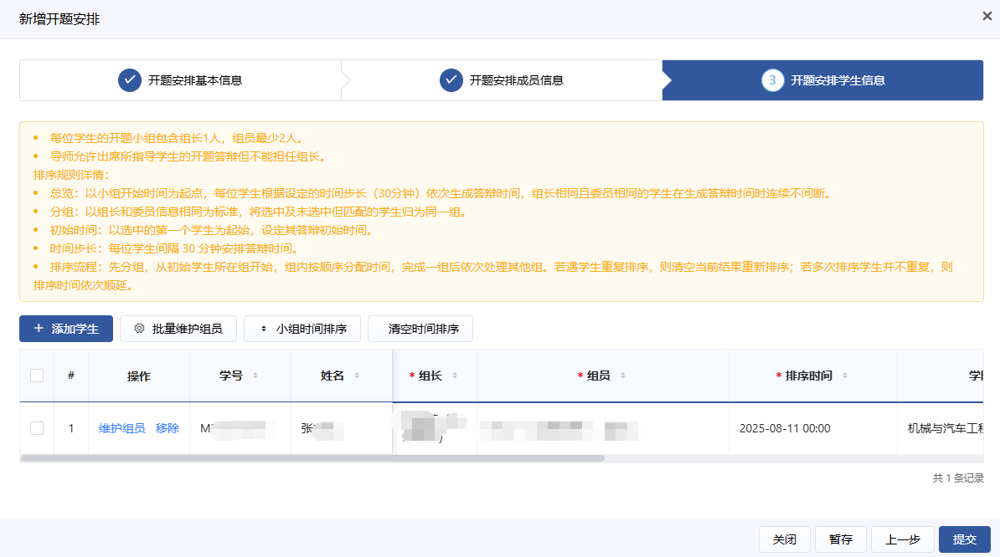 新增开题安排
开题安排基本信息
开题安排成员信息
3 开题安排学生信息
• 每位学生的开题小组包含组长1人，组员最少2人。
• 导师允许出席所指导学生的开题答辩但不能担任组长。
排序规则详情：
• 总览：以小组开始时间为起点，每位学生根据设定的时间步长（30分钟）依次生成答辩时间，组长相同且委员相同的学生在生成答辩时间时连续不间断。
• 分组：以组长和委员信息相同为标准，将选中及未选中但匹配的学生归为同一组。
• 初始时间：以选中的第一个学生为起始，设定其答辩初始时间。
• 时间步长：每位学生间隔 30 分钟安排答辩时间。
• 排序流程：先分组，从初始学生所在组开始，组内按顺序分配时间，完成一组后依次处理其他组。若遇学生重复排序，则清空当前结果重新排序；若多次排序学生并不重复，则
排序时间依次顺延。
+ 添加学生 批量维护组员 小组时间排序 清空时间排序
# 操作 学号 姓名 * 组长 * 组员 * 排序时间
1 维护组员 移除 M 张 2025-08-11 00:00 机械与汽车工程
共 1 条记录
关闭 暂存 上一步 提交